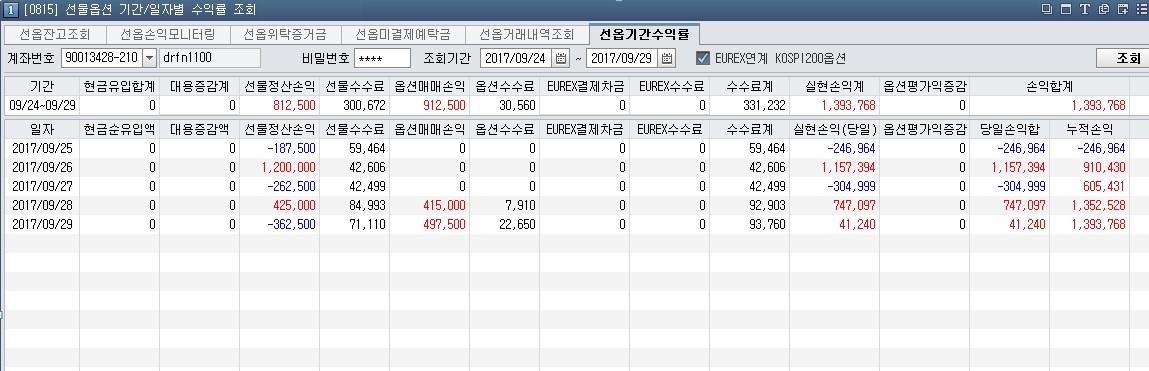 1 [0815] 선물옵션 기간/일자별 수익률 조회
선옵잔고조회 선옵손익모니터링 선옵위탁증거금 선옵미결제예탁금 선옵거래내역조회 선옵기간수익률
계좌번호 90013428-210 drfn1100 비밀번호 **** 조회기간 2017/09/24 ~ 2017/09/29 EUREX연계 KOSPI200옵션 조회
기간 현금유입합계 대용증감계 선물정산손익 선물수수료 옵션매매손익 옵션수수료 EUREX결제차금 EUREX수수료 수수료계 실현손익계 옵션평가익증감 손익합계
09/24~09/29 0 0 812,500 300,672 912,500 30,560 0 0 331,232 1,393,768 0 1,393,768
일자 현금순유입액 대용증감액 선물정산손익 선물수수료 옵션매매손익 옵션수수료 EUREX결제차금 EUREX수수료 수수료계 실현손익(당일) 옵션평가익증감 당일손익합 누적손익
2017/09/25 0 0 -187,500 59,464 0 0 0 0 59,464 -246,964 0 -246,964 -246,964
2017/09/26 0 0 1,200,000 42,606 0 0 0 0 42,606 1,157,394 0 1,157,394 910,430
2017/09/27 0 0 -262,500 42,499 0 0 0 0 42,499 -304,999 0 -304,999 605,431
2017/09/28 0 0 425,000 84,993 415,000 7,910 0 0 92,903 747,097 0 747,097 1,352,528
2017/09/29 0 0 -362,500 71,110 497,500 22,650 0 0 93,760 41,240 0 41,240 1,393,768